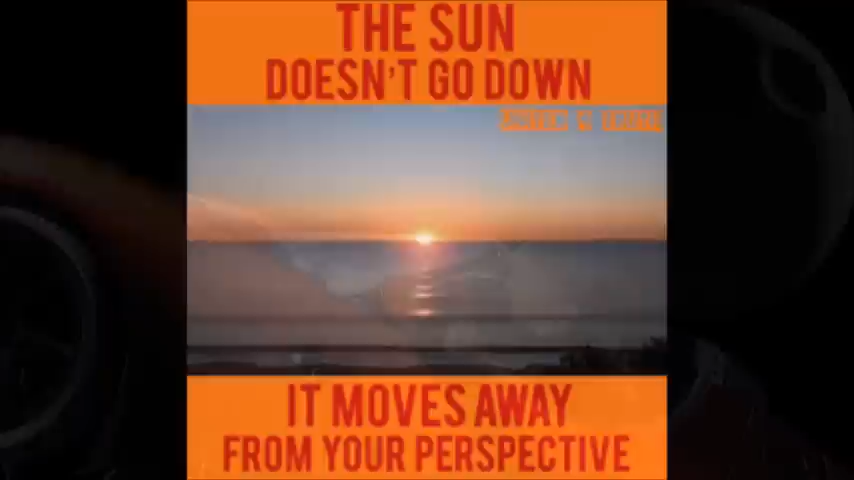 THE SUN
DOESN'T GO DOWN
IT MOVES AWAY
FROM YOUR PERSPECTIVE